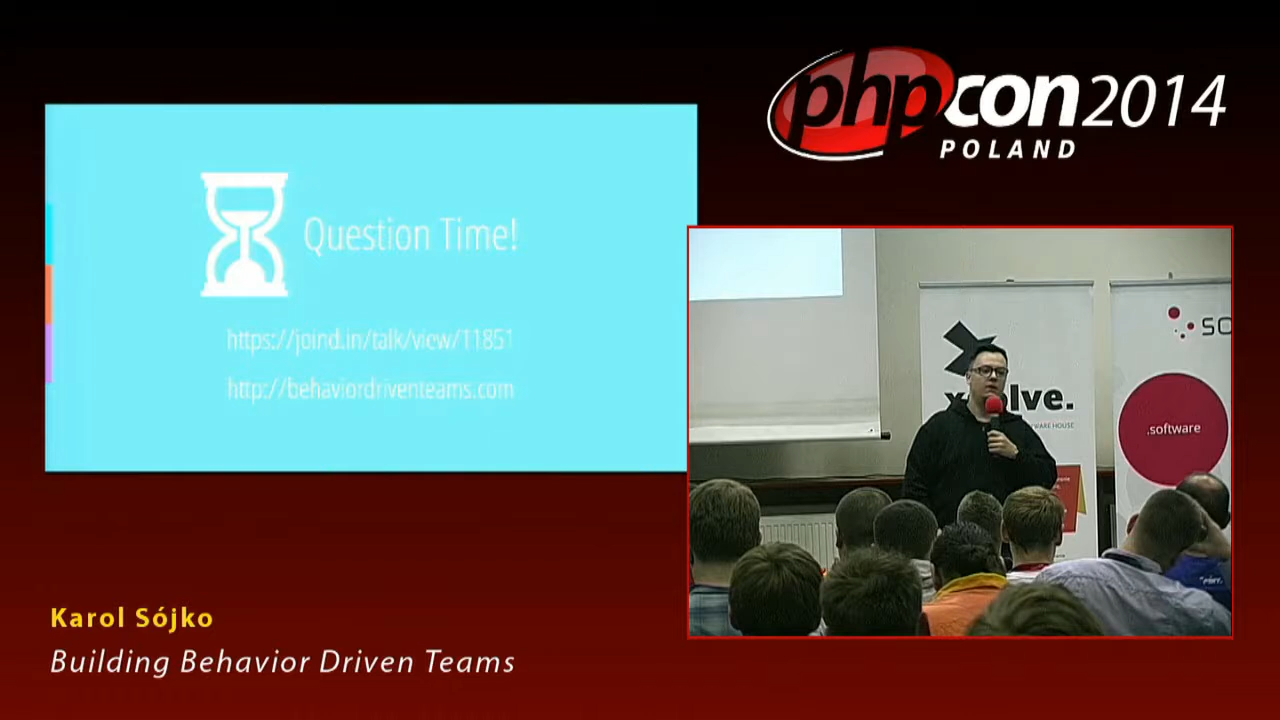 phpcon2014
POLAND
Question Time!
https://joind.in/talk/view/11851
http://behaviordriventeams.com
.software
Karol Sójko
Building Behavior Driven Teams